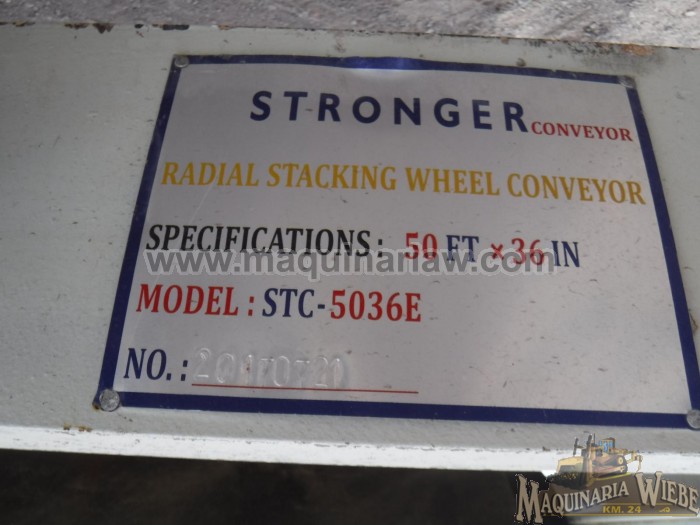 STRONGER CONVEYOR
RADIAL STACKING WHEEL CONVEYOR
SPECIFICATIONS: 50 FT × 36 IN
www.maquinariaw.com
MODEL: STC-5036E
NO.:
MAQUINARIA WIEBE
KM. 24